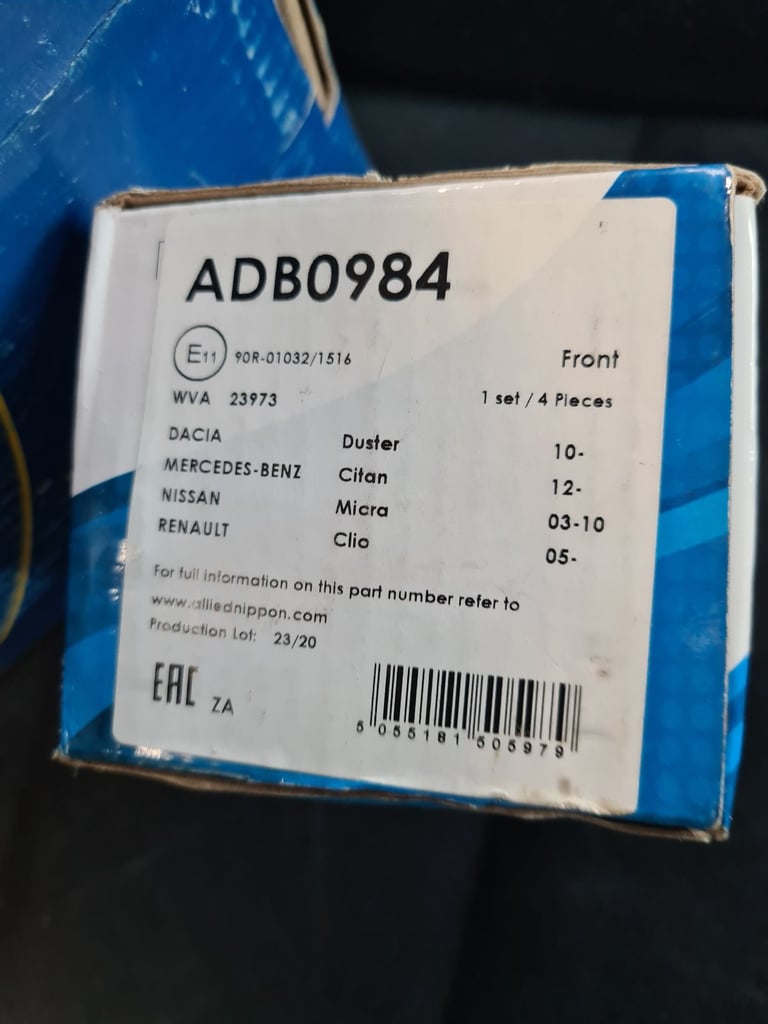 ADB0984
E11 90R-01032/1516 Front
WVA 23973 1 set / 4 Pieces
DACIA Duster 10-
MERCEDES-BENZ Citan 12-
NISSAN Micra 03-10
RENAULT Clio 05-
For full information on this part number refer to
www.alliednippon.com
Production Lot: 23/20
EAC ZA
5 055181 505979